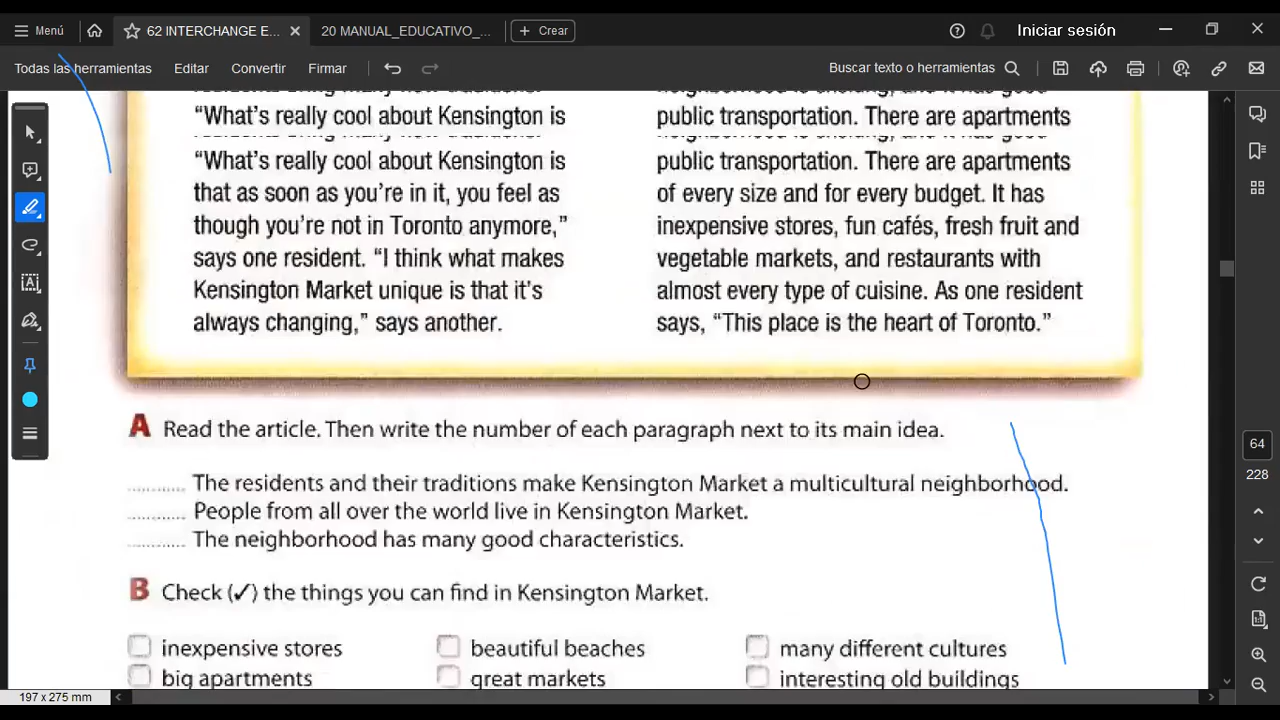 Menú
62 INTERCHANGE E...
20 MANUAL_EDUCATIVO_...
Crear
Iniciar sesión
Todas las herramientas
Editar
Convertir
Firmar
Buscar texto o herramientas
“What’s really cool about Kensington is
“What’s really cool about Kensington is
that as soon as you’re in it, you feel as
though you’re not in Toronto anymore,”
says one resident. “I think what makes
Kensington Market unique is that it’s
always changing,” says another.
public transportation. There are apartments
public transportation. There are apartments
of every size and for every budget. It has
inexpensive stores, fun cafés, fresh fruit and
vegetable markets, and restaurants with
almost every type of cuisine. As one resident
says, “This place is the heart of Toronto.”
A Read the article. Then write the number of each paragraph next to its main idea.
........... The residents and their traditions make Kensington Market a multicultural neighborhood.
........... People from all over the world live in Kensington Market.
........... The neighborhood has many good characteristics.
B Check (✓) the things you can find in Kensington Market.
inexpensive stores
beautiful beaches
many different cultures
big apartments
great markets
interesting old buildings
64
228
197 x 275 mm